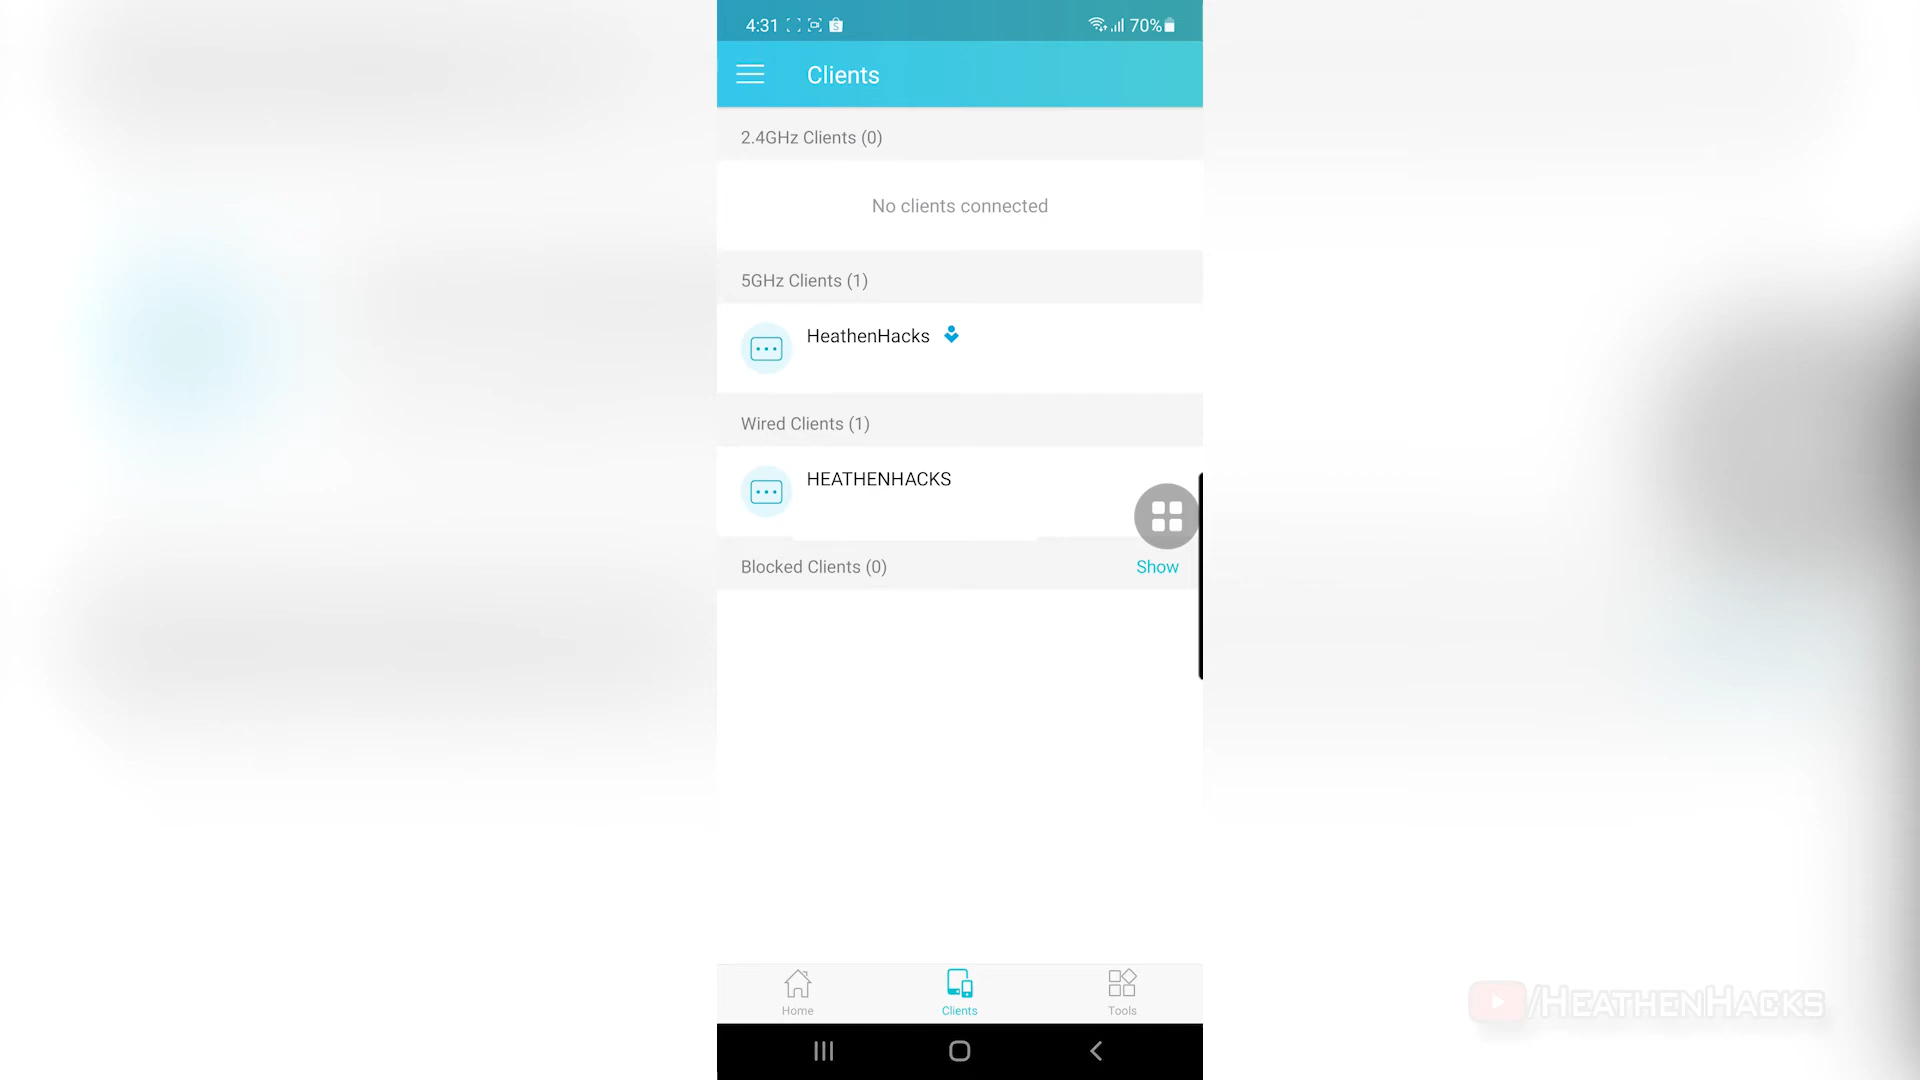 4:31 70%
Clients
2.4GHz Clients (0)
No clients connected
5GHz Clients (1)
HeathenHacks
Wired Clients (1)
HEATHENHACKS
Blocked Clients (0) Show
Home Clients Tools
/HEATHENHACKS